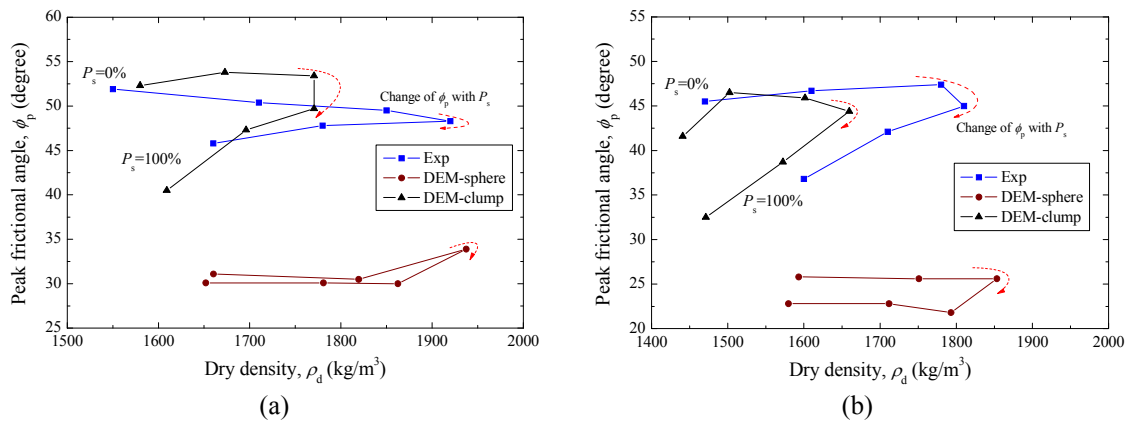 60
55
50
45
40
35
30
25
Peak frictional angle, ϕp (degree)
Ps=0%
Ps=100%
Change of ϕp with Ps
Exp
DEM-sphere
DEM-clump
1500 1600 1700 1800 1900 2000
Dry density, ρd (kg/m³)
(a)
55
50
45
40
35
30
25
20
Peak frictional angle, ϕp (degree)
Ps=0%
Ps=100%
Change of ϕp with Ps
Exp
DEM-sphere
DEM-clump
1400 1500 1600 1700 1800 1900 2000
Dry density, ρd (kg/m³)
(b)